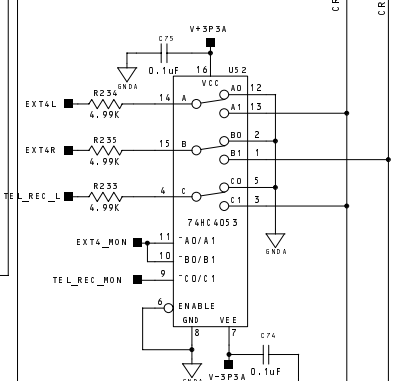 CR
CR
V+3P3A
C75
0.1uF
GNDA
16
U52
VCC
R234
EXT4L
4.99K
14
A
A0
12
A1
13
R235
EXT4R
4.99K
15
B
B0
2
B1
1
R233
TEL_REC_L
4.99K
4
C
C0
5
C1
3
74HC4053
EXT4_MON
11
‾A0/A1
10
‾B0/B1
GNDA
TEL_REC_MON
9
‾C0/C1
6
ENABLE
GND
VEE
8
7
C74
0.1uF
V-3P3A
GNDA